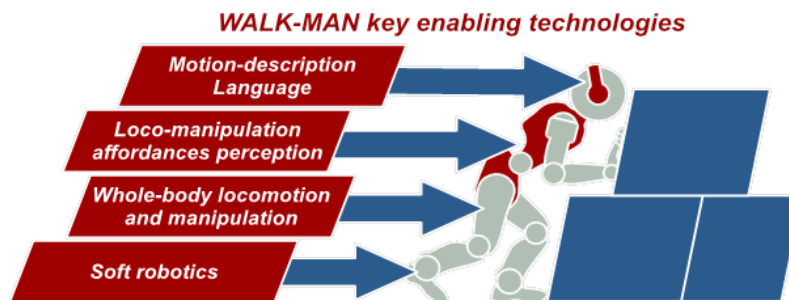 WALK-MAN key enabling technologies
Motion-description
Language
Loco-manipulation
affordances perception
Whole-body locomotion
and manipulation
Soft robotics